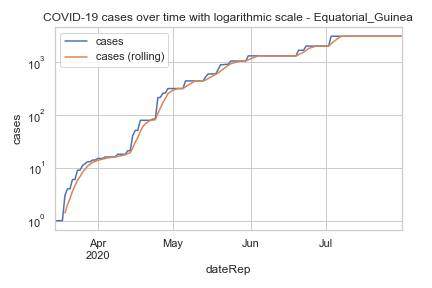 COVID-19 cases over time with logarithmic scale - Equatorial_Guinea
cases
cases (rolling)
cases
10³
10²
10¹
10⁰
Apr
2020
May
Jun
Jul
dateRep